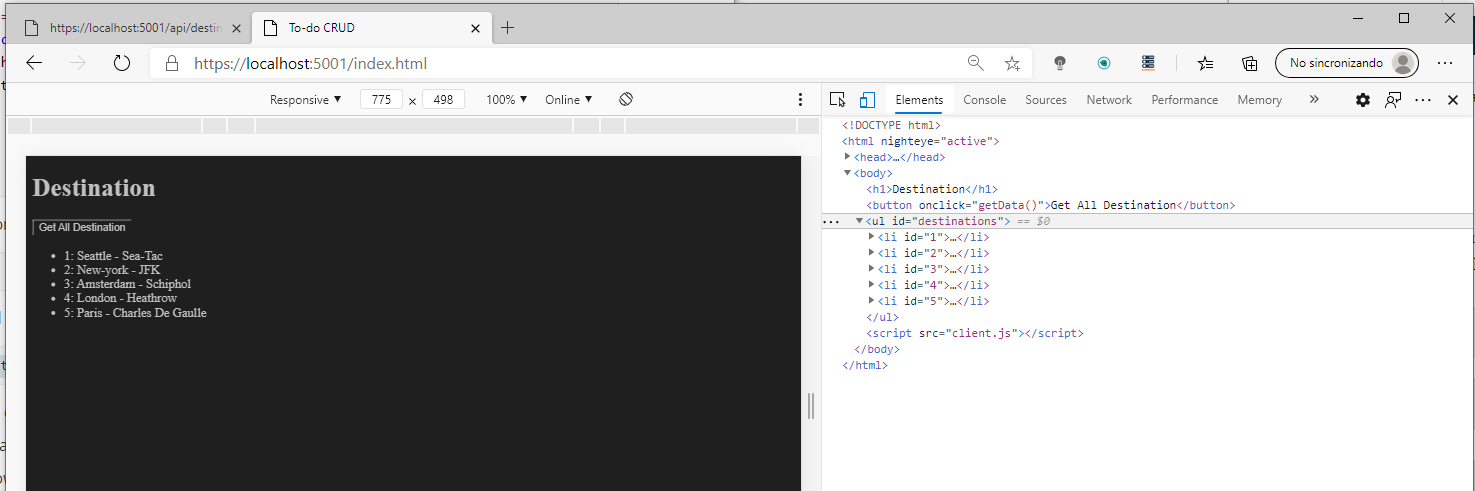 https://localhost:5001/api/destin
To-do CRUD
https://localhost:5001/index.html
No sincronizando
Responsive ▼ 775 × 498 100% ▼ Online ▼
Elements Console Sources Network Performance Memory »
Destination
Get All Destination
• 1: Seattle - Sea-Tac
• 2: New-york - JFK
• 3: Amsterdam - Schiphol
• 4: London - Heathrow
• 5: Paris - Charles De Gaulle
<!DOCTYPE html>
<html nighteye="active">
▶<head>…</head>
▼<body>
<h1>Destination</h1>
<button onclick="getData()">Get All Destination</button>
… ▼<ul id="destinations"> == $0
▶<li id="1">…</li>
▶<li id="2">…</li>
▶<li id="3">…</li>
▶<li id="4">…</li>
▶<li id="5">…</li>
</ul>
<script src="client.js"></script>
</body>
</html>